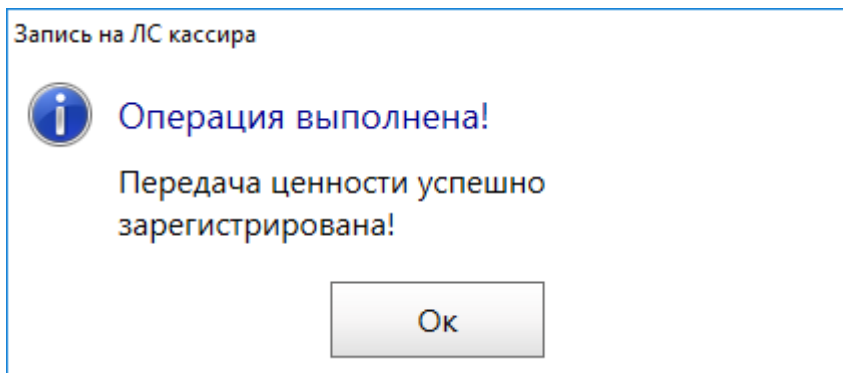 Запись на ЛС кассира
Операция выполнена!
Передача ценности успешно
зарегистрирована!
Ок